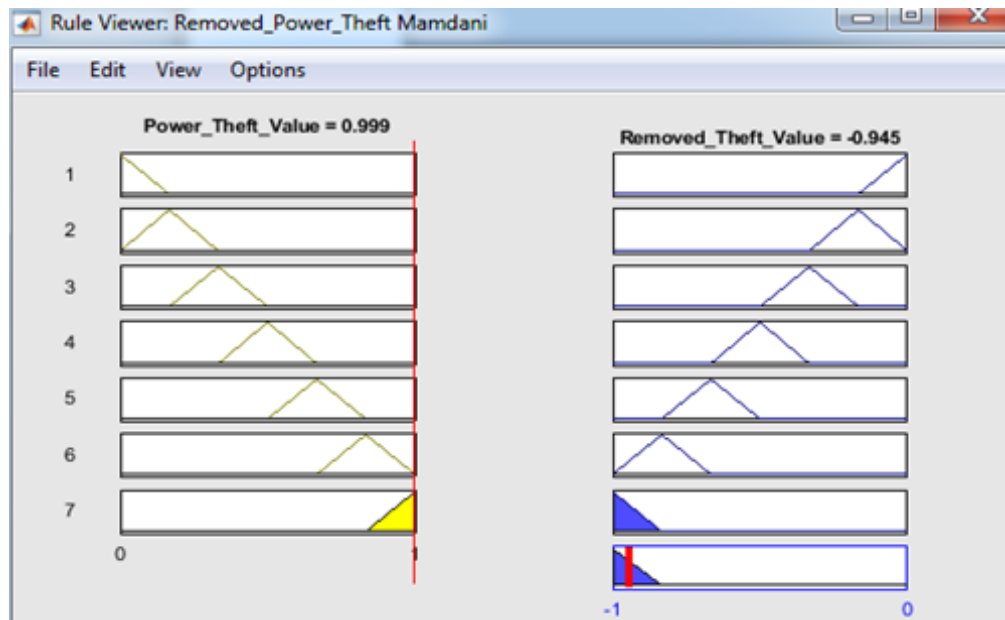 Rule Viewer: Removed_Power_Theft Mamdani
File Edit View Options
Power_Theft_Value = 0.999
Removed_Theft_Value = -0.945
1
2
3
4
5
6
7
0 1
-1 0